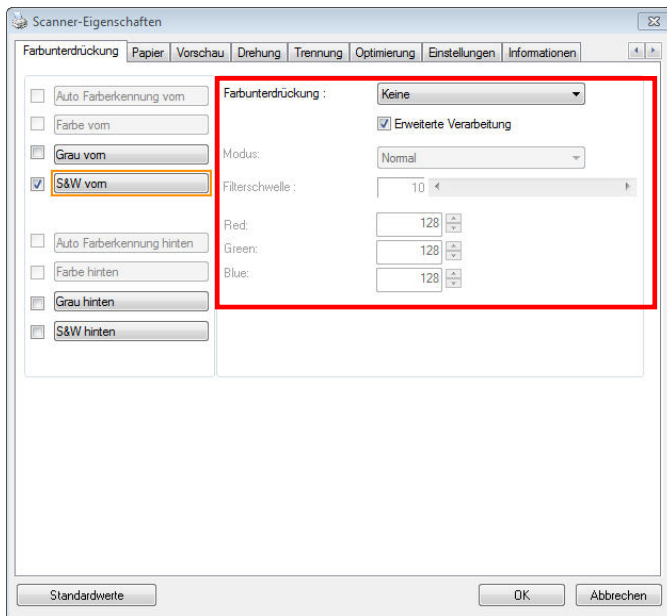 Scanner-Eigenschaften
Farbunterdrückung Papier Vorschau Drehung Trennung Optimierung Einstellungen Informationen
Auto Farberkennung vorn
Farbe vorn
Grau vorn
S&W vorn
Auto Farberkennung hinten
Farbe hinten
Grau hinten
S&W hinten
Farbunterdrückung : Keine
Erweiterte Verarbeitung
Modus: Normal
Filterschwelle : 10
Red: 128
Green: 128
Blue: 128
Standardwerte OK Abbrechen